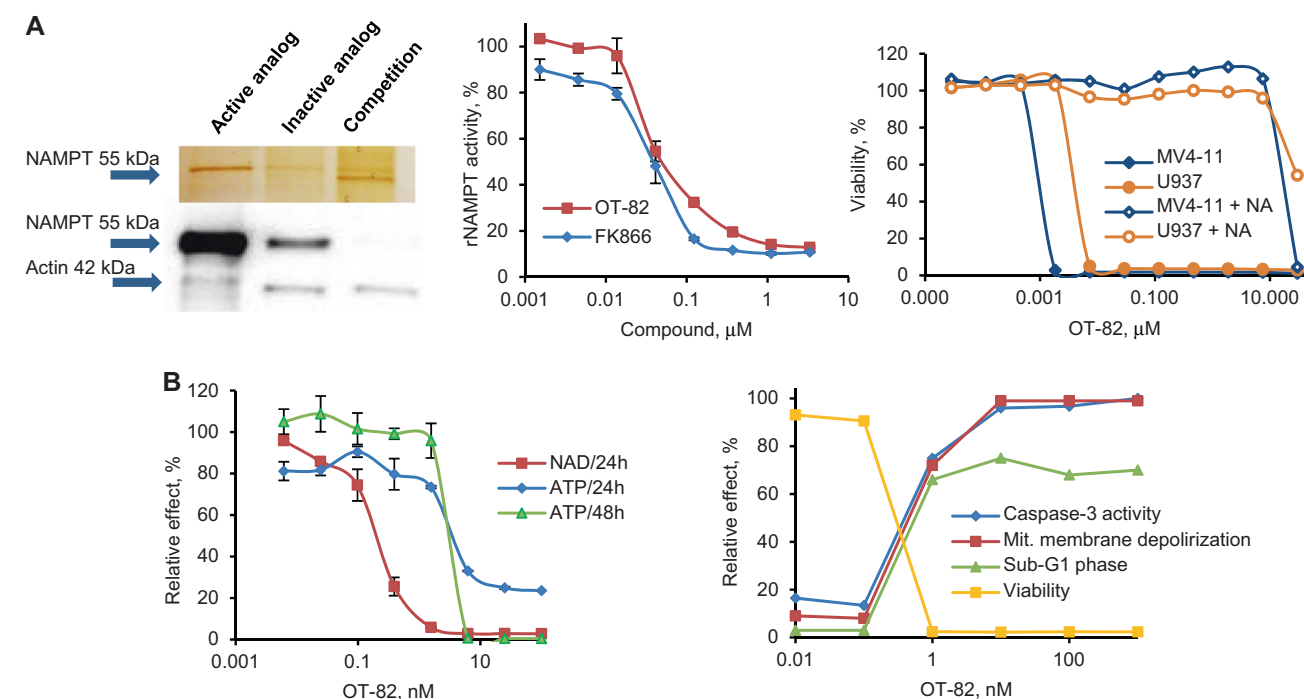 A
Active analog
Inactive analog
Competition
NAMPT 55 kDa
NAMPT 55 kDa
Actin 42 kDa
rNAMPT activity, %
100
80
60
40
20
0
OT-82
FK866
0.001
0.01
0.1
1
10
Compound, μM
Viability, %
120
100
80
60
40
20
0
MV4-11
U937
MV4-11 + NA
U937 + NA
0.000
0.001
0.100
10.000
OT-82, μM
B
Relative effect, %
120
100
80
60
40
20
0
NAD/24h
ATP/24h
ATP/48h
0.001
0.1
10
OT-82, nM
Relative effect, %
100
80
60
40
20
0
Caspase-3 activity
Mit. membrane depolirization
Sub-G1 phase
Viability
0.01
1
100
OT-82, nM